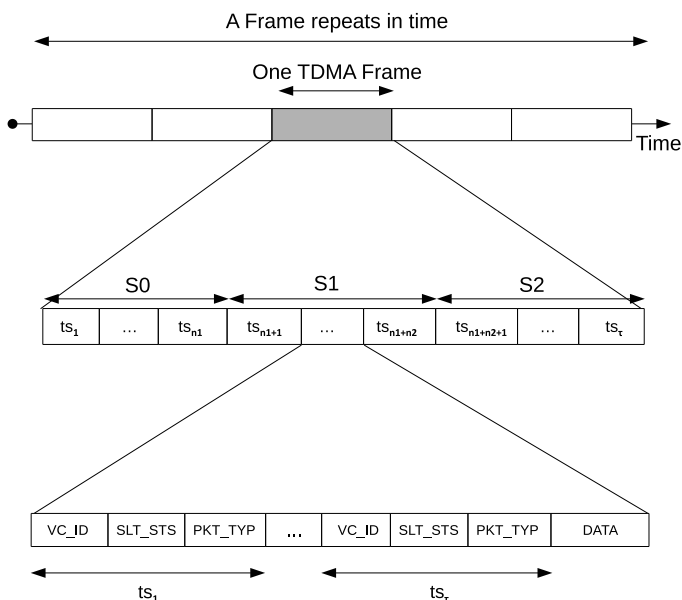 A Frame repeats in time
One TDMA Frame
Time
S0 S1 S2
ts1 ... tsn1 tsn1+1 ... tsn1+n2 tsn1+n2+1 ... tsτ
VC_ID SLT_STS PKT_TYP ... VC_ID SLT_STS PKT_TYP DATA
ts1 tsτ